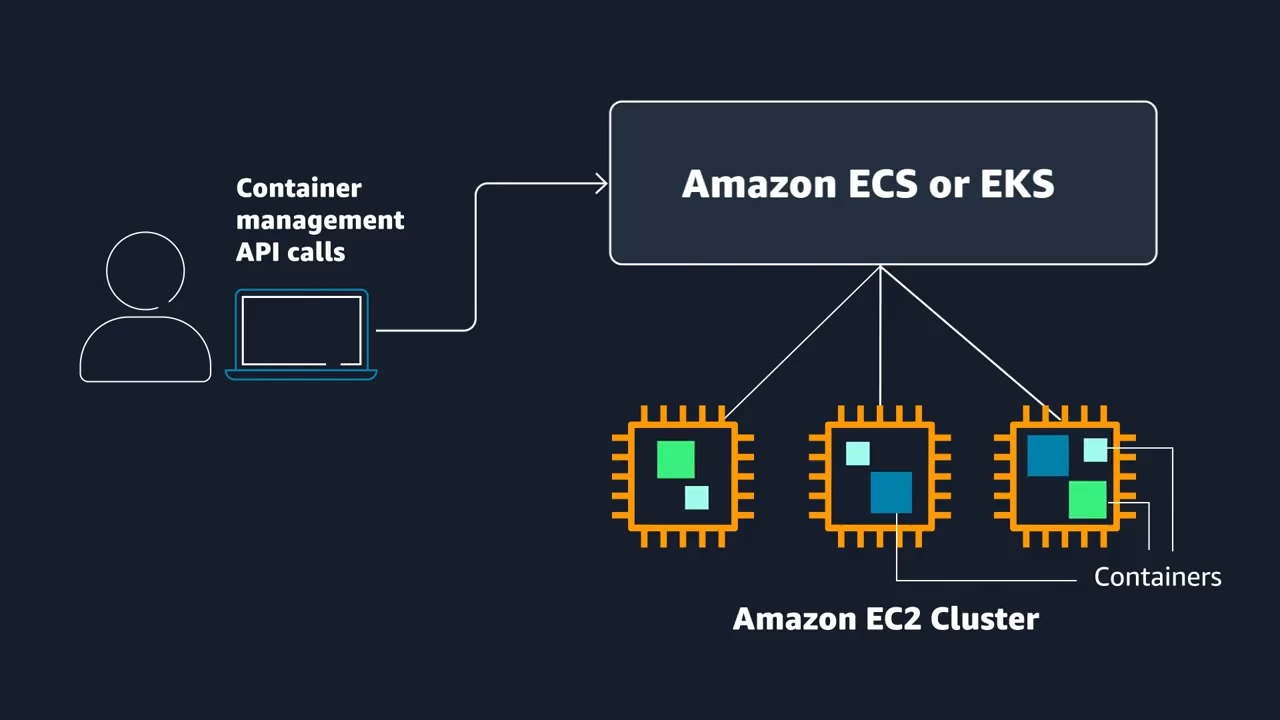 Container
management
API calls
Amazon ECS or EKS
Containers
Amazon EC2 Cluster